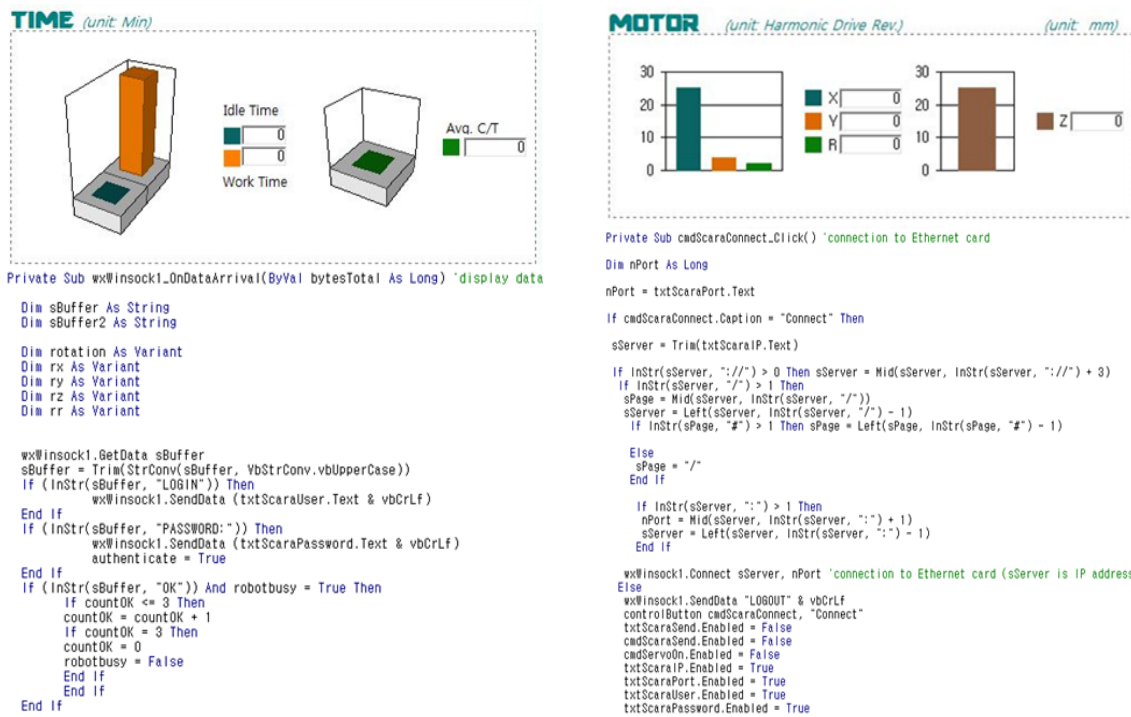 TIME (unit: Min)
Idle Time
0
0
Work Time
Avg. C/T
0
Private Sub wxWinsock1_OnDataArrival(ByVal bytesTotal As Long) 'display data
Dim sBuffer As String
Dim sBuffer2 As String
Dim rotation As Variant
Dim rx As Variant
Dim ry As Variant
Dim rz As Variant
Dim rr As Variant
wxWinsock1.GetData sBuffer
sBuffer = Trim(StrConv(sBuffer, VbStrConv.vbUpperCase))
If (InStr(sBuffer, "LOGIN")) Then
wxWinsock1.SendData (txtScaraUser.Text & vbCrLf)
End If
If (InStr(sBuffer, "PASSWORD:")) Then
wxWinsock1.SendData (txtScaraPassword.Text & vbCrLf)
authenticate = True
End If
If (InStr(sBuffer, "OK")) And robotbusy = True Then
If countOK <= 3 Then
countOK = countOK + 1
If countOK = 3 Then
countOK = 0
robotbusy = False
End If
End If
End If
MOTOR (unit: Harmonic Drive Rev.) (unit: mm)
30
20
10
0
X 0
Y 0
R 0
30
20
10
0
Z 0
Private Sub cmdScaraConnect_Click() 'connection to Ethernet card
Dim nPort As Long
nPort = txtScaraPort.Text
If cmdScaraConnect.Caption = "Connect" Then
sServer = Trim(txtScaraIP.Text)
If InStr(sServer, "://") > 0 Then sServer = Mid(sServer, InStr(sServer, "://") + 3)
If InStr(sServer, "/") > 1 Then
sPage = Mid(sServer, InStr(sServer, "/"))
sServer = Left(sServer, InStr(sServer, "/") - 1)
If InStr(sPage, "#") > 1 Then sPage = Left(sPage, InStr(sPage, "#") - 1)
Else
sPage = "/"
End If
If InStr(sServer, ":") > 1 Then
nPort = Mid(sServer, InStr(sServer, ":") + 1)
sServer = Left(sServer, InStr(sServer, ":") - 1)
End If
wxWinsock1.Connect sServer, nPort 'connection to Ethernet card (sServer is IP address
Else
wxWinsock1.SendData "LOGOUT" & vbCrLf
controlButton cmdScaraConnect, "Connect"
txtScaraSend.Enabled = False
cmdScaraSend.Enabled = False
cmdServoOn.Enabled = False
txtScaraIP.Enabled = True
txtScaraPort.Enabled = True
txtScaraUser.Enabled = True
txtScaraPassword.Enabled = True